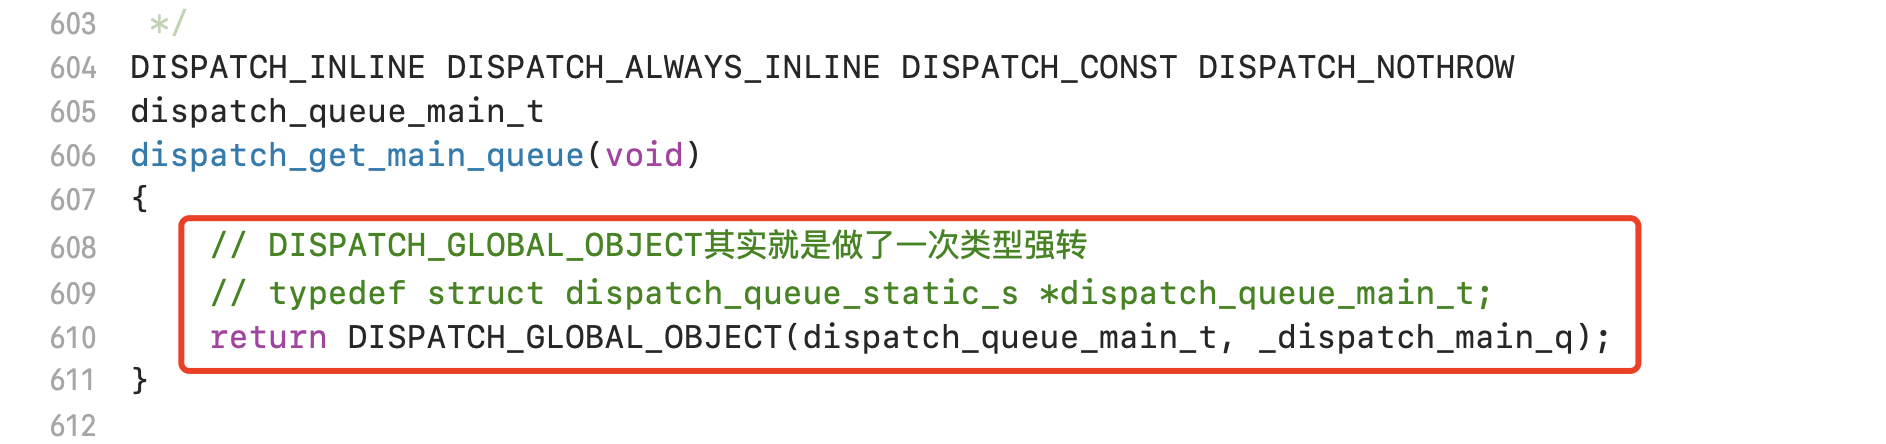 603 */
604 DISPATCH_INLINE DISPATCH_ALWAYS_INLINE DISPATCH_CONST DISPATCH_NOTHROW
605 dispatch_queue_main_t
606 dispatch_get_main_queue(void)
607 {
608 // DISPATCH_GLOBAL_OBJECT其实就是做了一次类型强转
609 // typedef struct dispatch_queue_static_s *dispatch_queue_main_t;
610 return DISPATCH_GLOBAL_OBJECT(dispatch_queue_main_t, _dispatch_main_q);
611 }
612